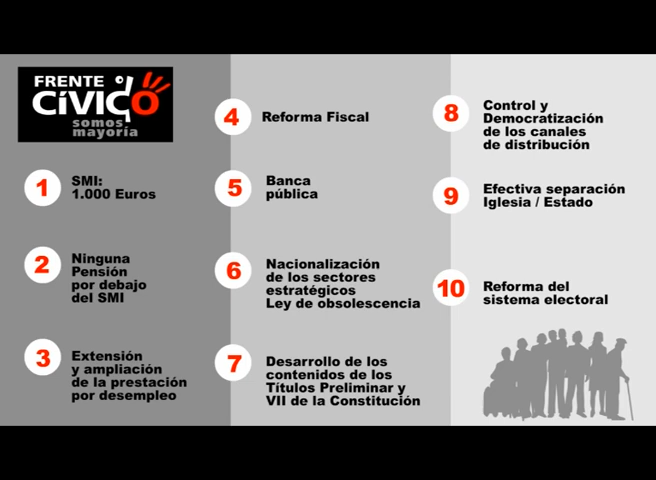 FRENTE
CÍVICO
somos
mayoría
1
SMI:
1.000 Euros
2
Ninguna
Pensión
por debajo
del SMI
3
Extensión
y ampliación
de la prestación
por desempleo
4
Reforma Fiscal
5
Banca
pública
6
Nacionalización
de los sectores
estratégicos
Ley de obsolescencia
7
Desarrollo de los
contenidos de los
Títulos Preliminar y
VII de la Constitución
8
Control y
Democratización
de los canales
de distribución
9
Efectiva separación
Iglesia / Estado
10
Reforma del
sistema electoral